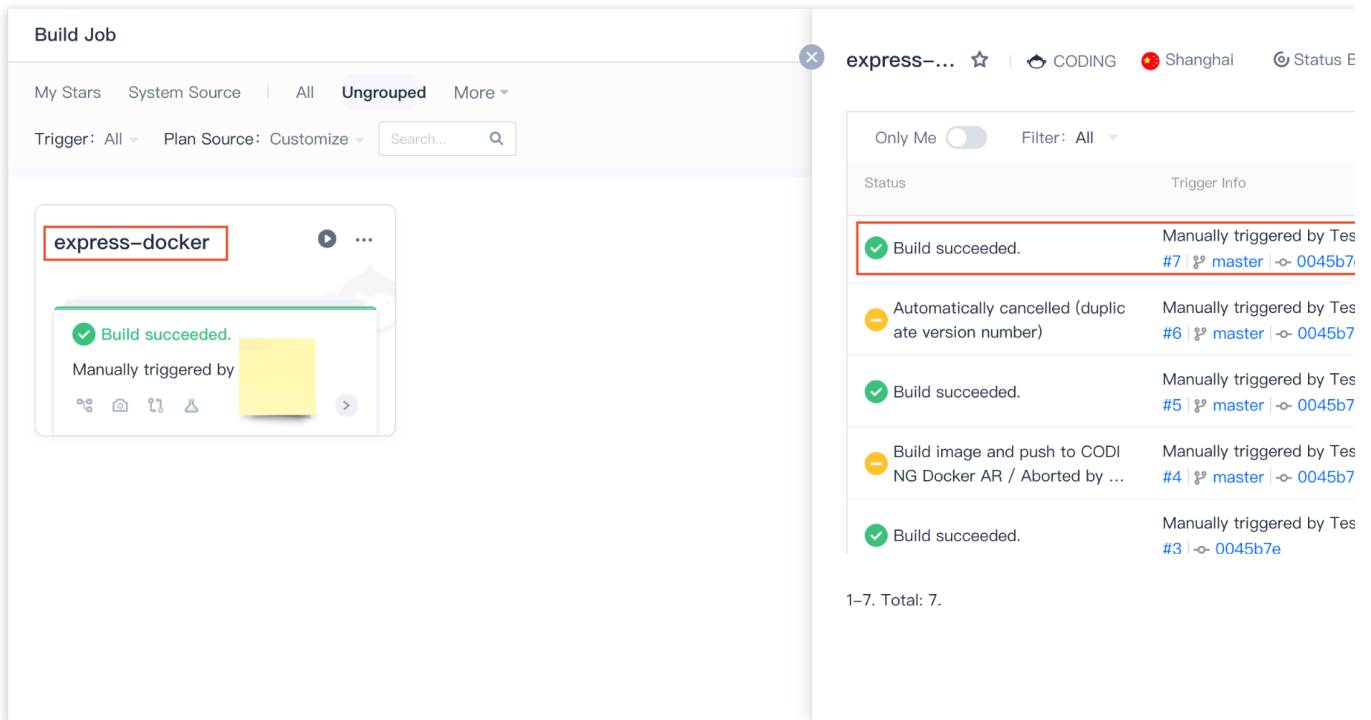 Build Job
My Stars System Source All Ungrouped More
Trigger: All Plan Source: Customize Search...
express-docker
Build succeeded.
Manually triggered by
express-... CODING Shanghai Status B
Only Me Filter: All
Status Trigger Info
Build succeeded. Manually triggered by Tes
#7 master 0045b7
Automatically cancelled (duplic Manually triggered by Tes
ate version number) #6 master 0045b7
Build succeeded. Manually triggered by Tes
#5 master 0045b7
Build image and push to CODI Manually triggered by Tes
NG Docker AR / Aborted by ... #4 master 0045b7
Build succeeded. Manually triggered by Tes
#3 0045b7e
1-7. Total: 7.